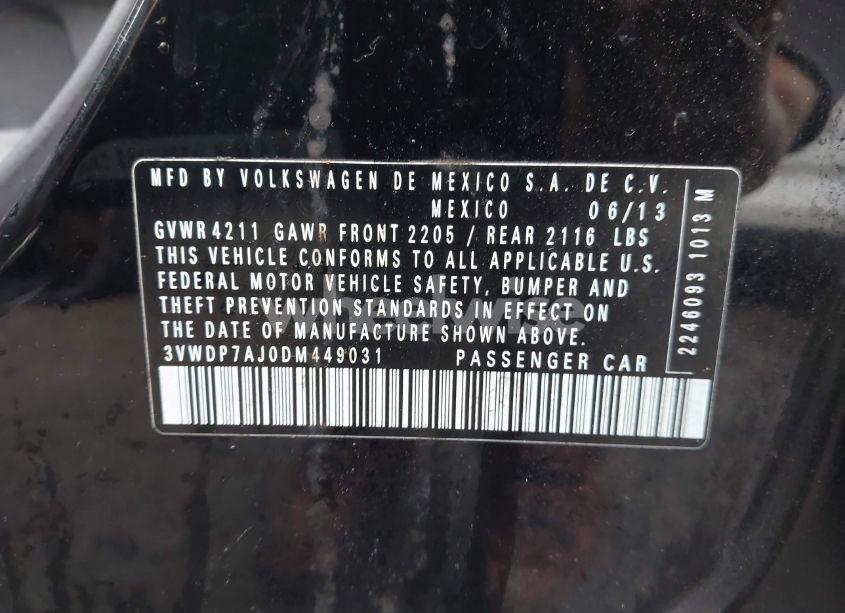 MFD BY VOLKSWAGEN DE MEXICO S.A. DE C.V.
MEXICO 06/13
GVWR 4211 GAWR FRONT 2205 / REAR 2116 LBS
THIS VEHICLE CONFORMS TO ALL APPLICABLE U.S.
FEDERAL MOTOR VEHICLE SAFETY, BUMPER AND
THEFT PREVENTION STANDARDS IN EFFECT ON
THE DATE OF MANUFACTURE SHOWN ABOVE.
3VWDP7AJ0DM449031 PASSENGER CAR
2246093 1013 M
wheelwise